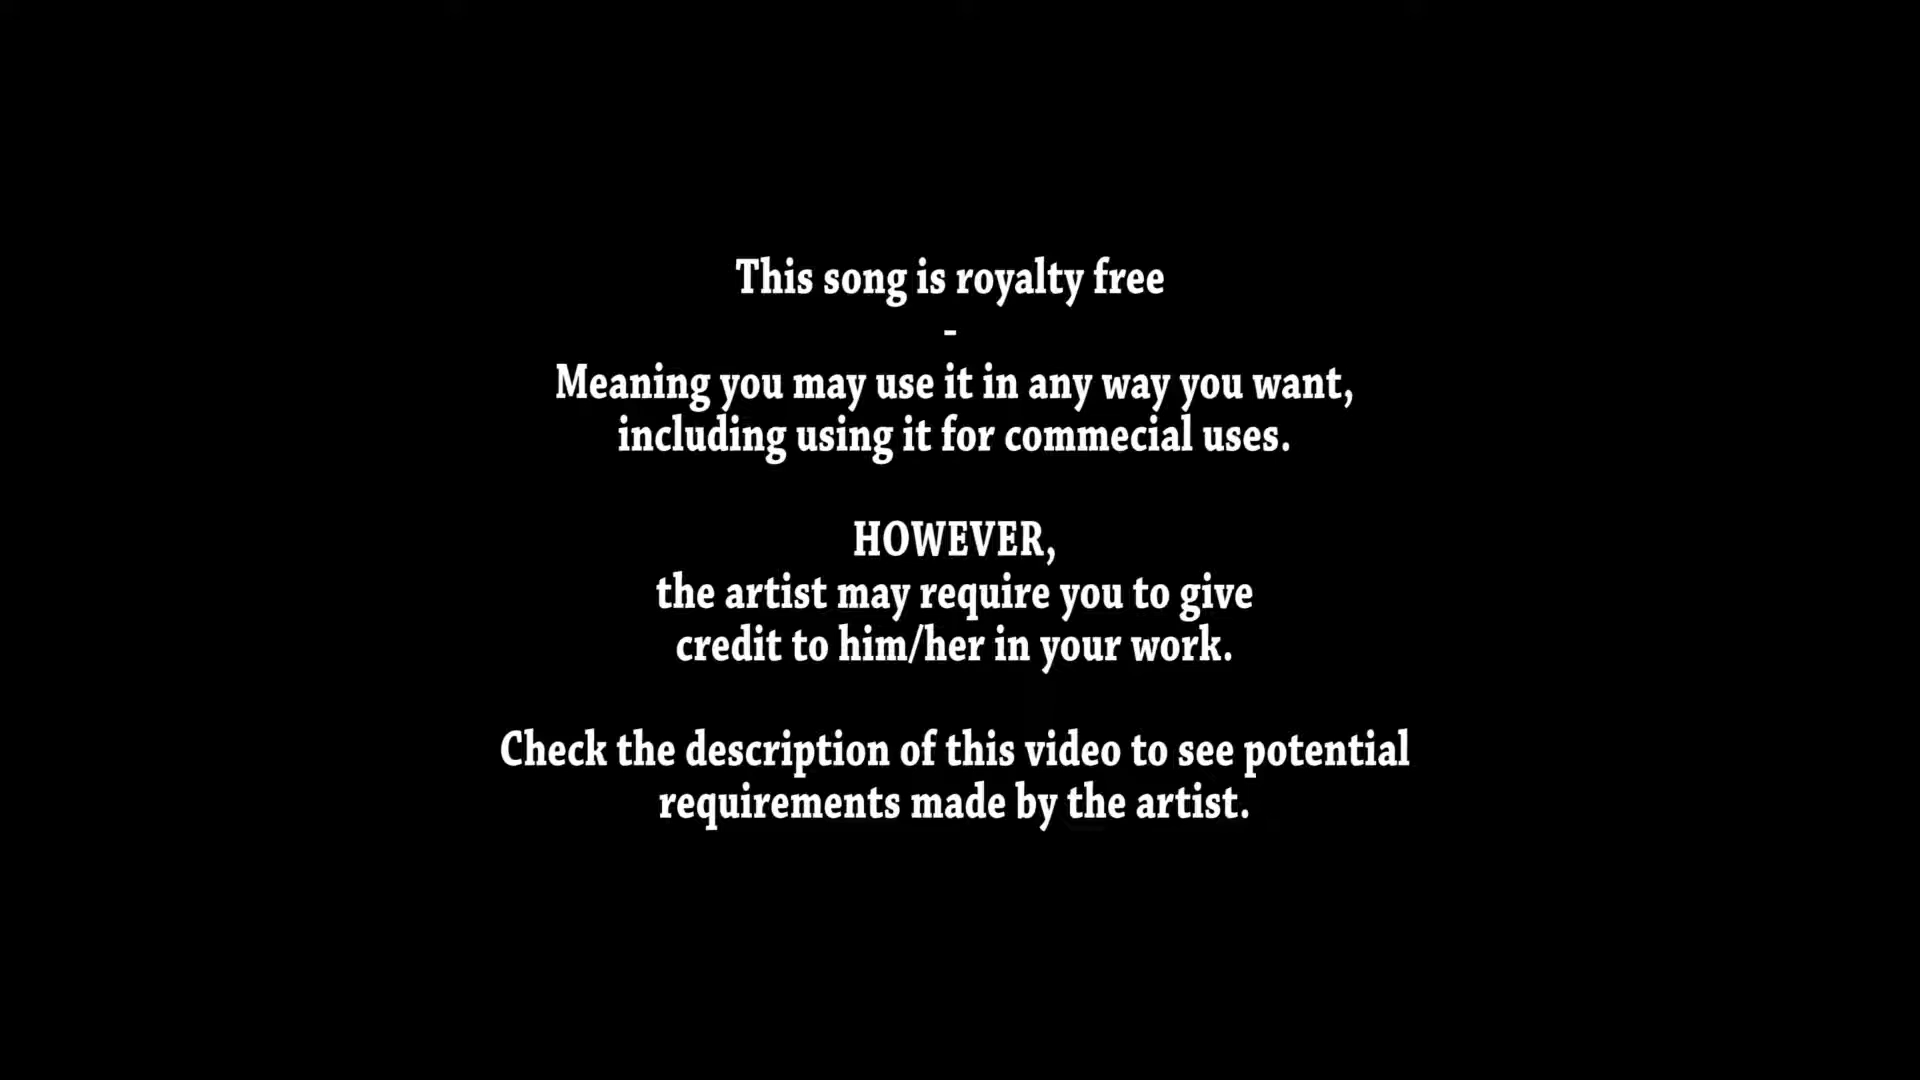 This song is royalty free
-
Meaning you may use it in any way you want,
including using it for commecial uses.
HOWEVER,
the artist may require you to give
credit to him/her in your work.
Check the description of this video to see potential
requirements made by the artist.